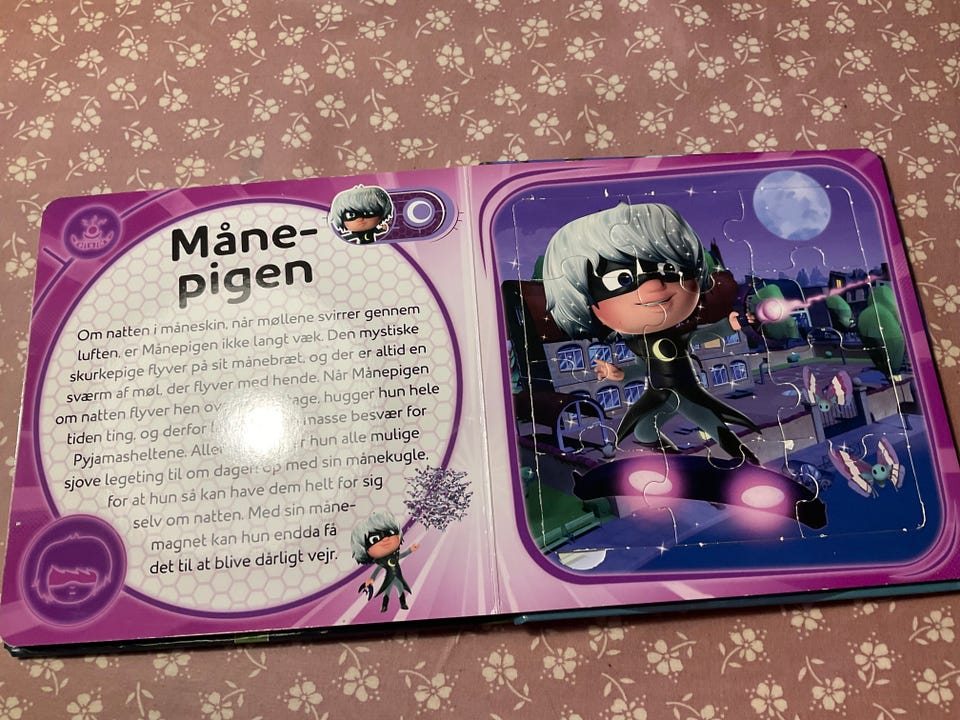 Måne-
pigen
Om natten i måneskin, når møllene svirrer gennem
luften, er Månepigen ikke langt væk. Den mystiske
skurkepige flyver på sit månebræt, og der er altid en
sværm af møl, der flyver med hende. Når Månepigen
om natten flyver hen ov age, hugger hun hele
tiden ting, og derfor masse besvær for
Pyjamasheltene. Aller r hun alle mulige
sjove legeting til om dagen op med sin månekugle,
for at hun så kan have dem helt for sig
selv om natten. Med sin måne-
magnet kan hun endda få
det til at blive dårligt vejr.